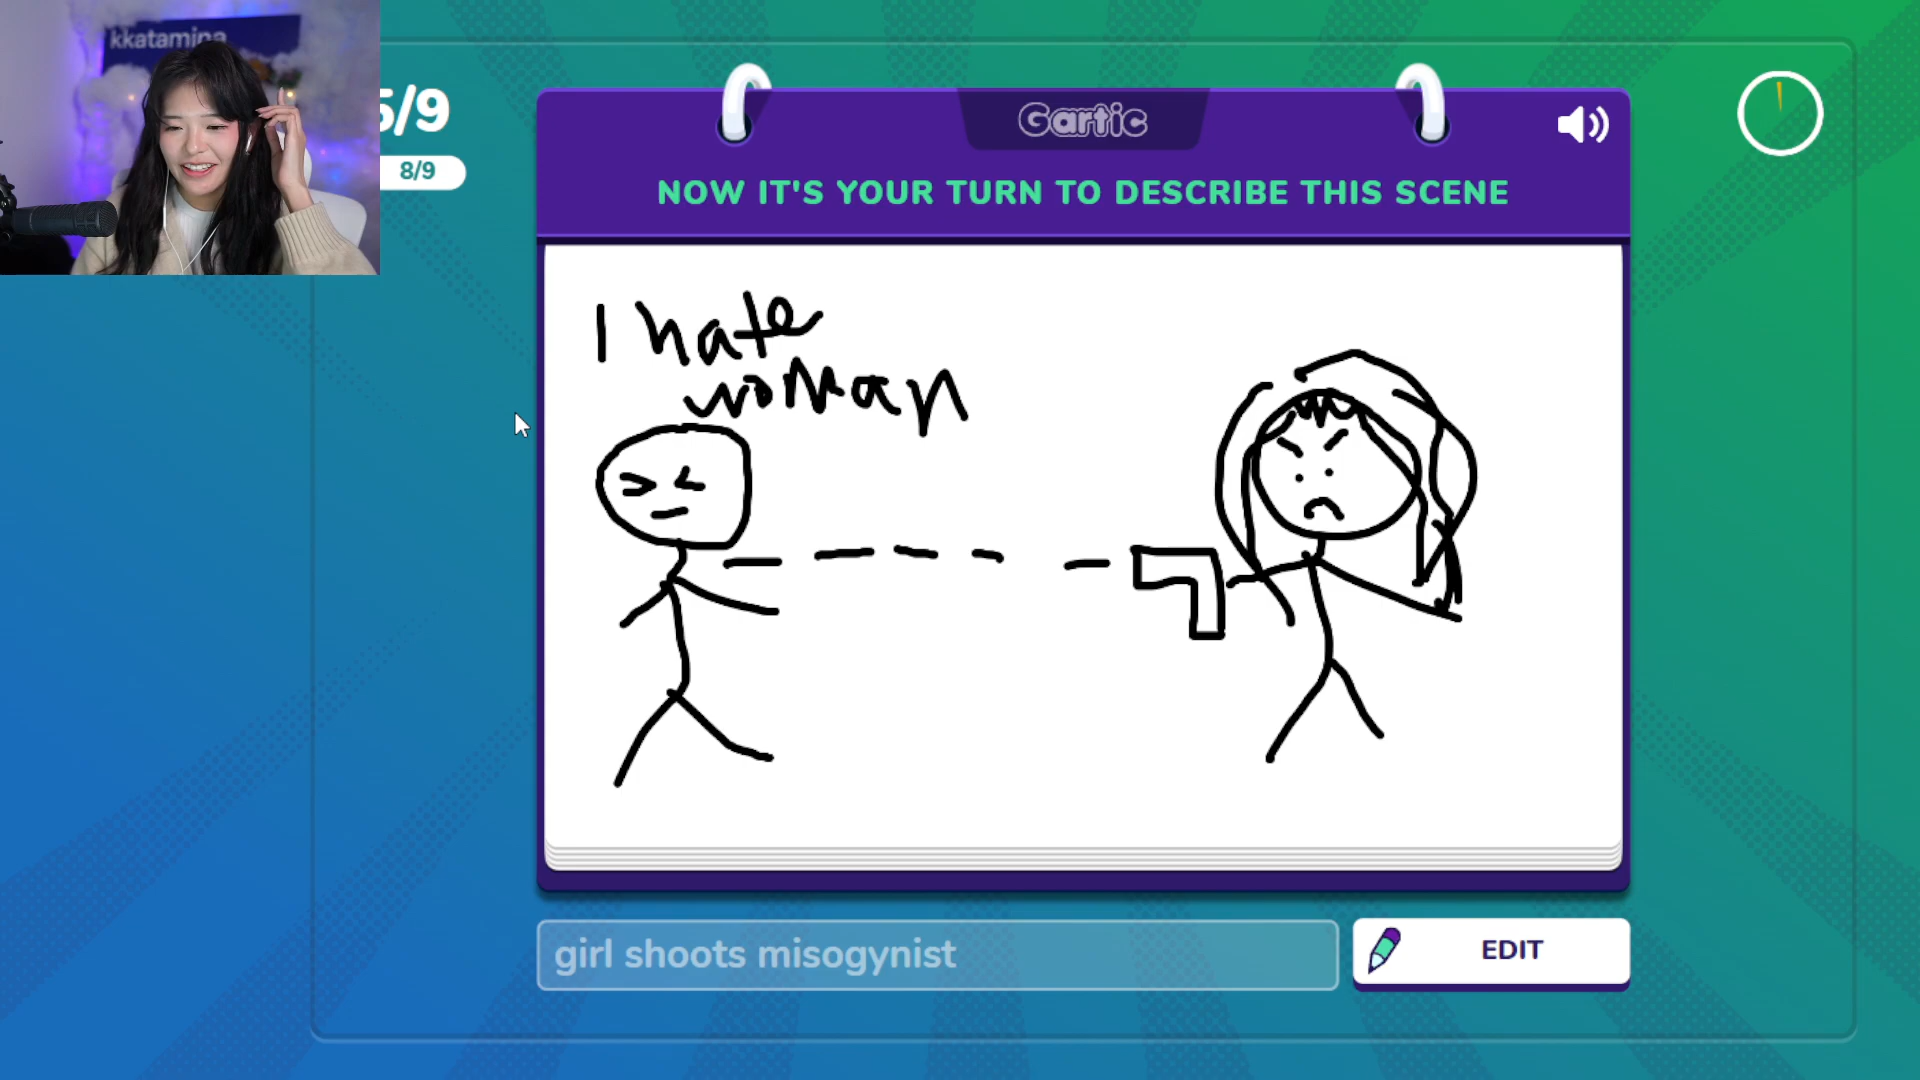 kkatamina
5/9
8/9
Gartic
NOW IT'S YOUR TURN TO DESCRIBE THIS SCENE
I hate
woman
girl shoots misogynist
EDIT